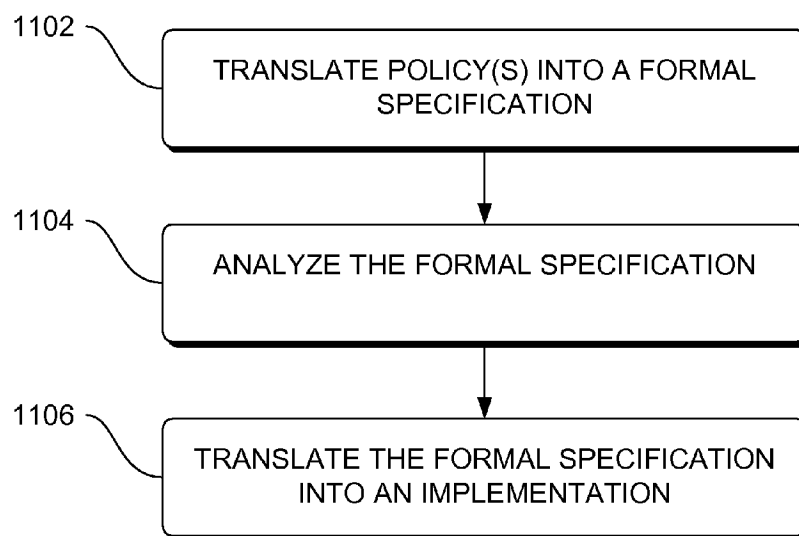 1102
TRANSLATE POLICY(S) INTO A FORMAL
SPECIFICATION
1104
ANALYZE THE FORMAL SPECIFICATION
1106
TRANSLATE THE FORMAL SPECIFICATION
INTO AN IMPLEMENTATION